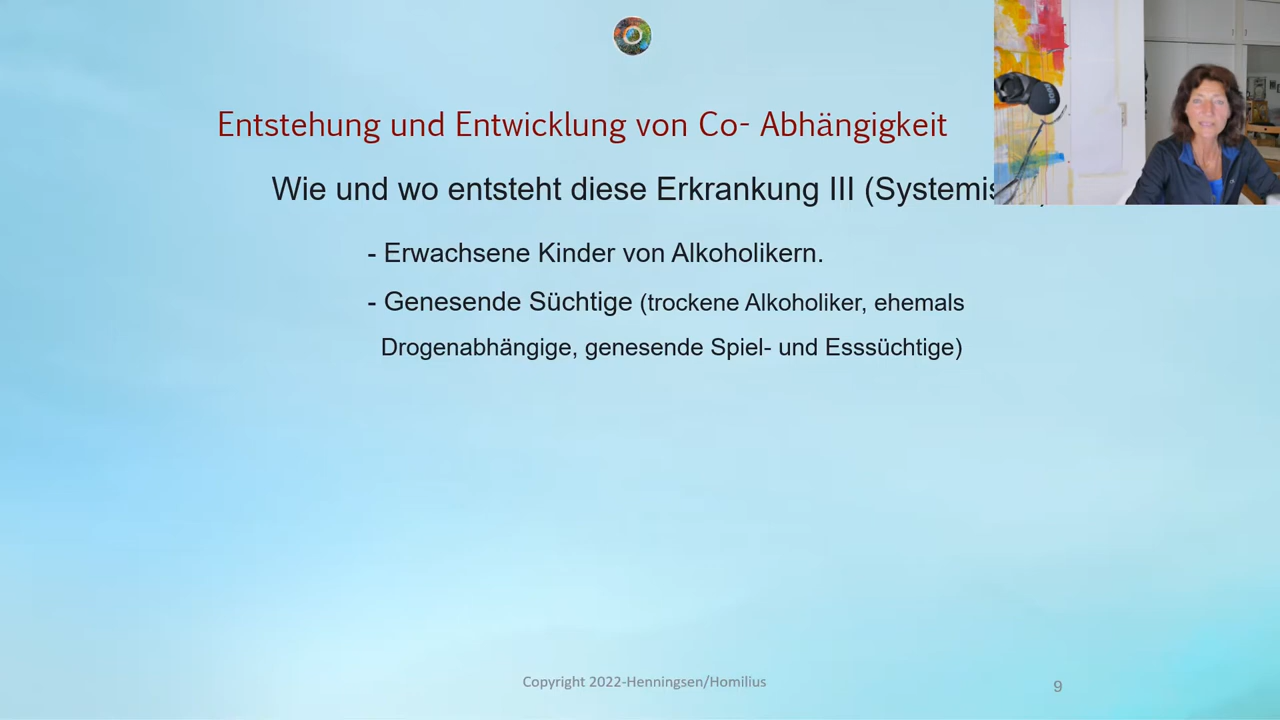 Entstehung und Entwicklung von Co- Abhängigkeit
Wie und wo entsteht diese Erkrankung III
- Erwachsene Kinder von Alkoholikern.
- Genesende Süchtige (trockene Alkoholiker, ehemals
Drogenabhängige, genesende Spiel- und Esssüchtige)
Copyright 2022-Henningsen/Homilius
9